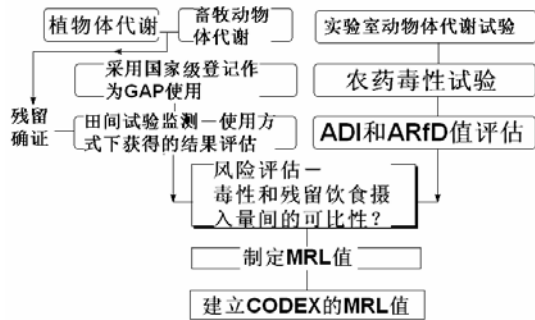 植物体代谢
畜牧动物
体代谢
实验室动物体代谢试验
采用国家级登记作
为GAP使用
农药毒性试验
残留
确证
田间试验监测－使用方
式下获得的结果评估
ADI和ARfD值评估
风险评估－
毒性和残留饮食摄
入量间的可比性？
制定MRL值
建立CODEX的MRL值